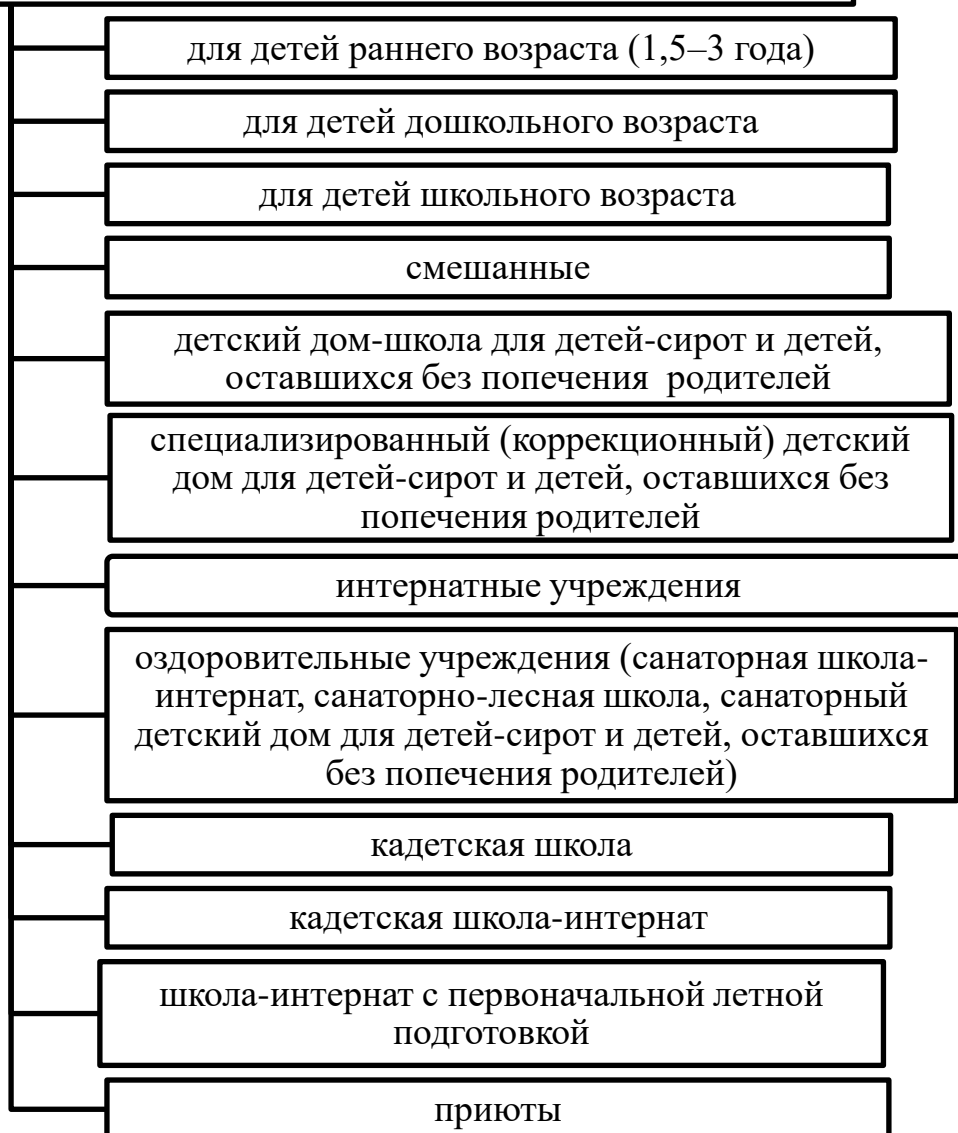 для детей раннего возраста (1,5–3 года)
для детей дошкольного возраста
для детей школьного возраста
смешанные
детский дом-школа для детей-сирот и детей,
оставшихся без попечения родителей
специализированный (коррекционный) детский
дом для детей-сирот и детей, оставшихся без
попечения родителей
интернатные учреждения
оздоровительные учреждения (санаторная школа-
интернат, санаторно-лесная школа, санаторный
детский дом для детей-сирот и детей, оставшихся
без попечения родителей)
кадетская школа
кадетская школа-интернат
школа-интернат с первоначальной летной
подготовкой
приюты